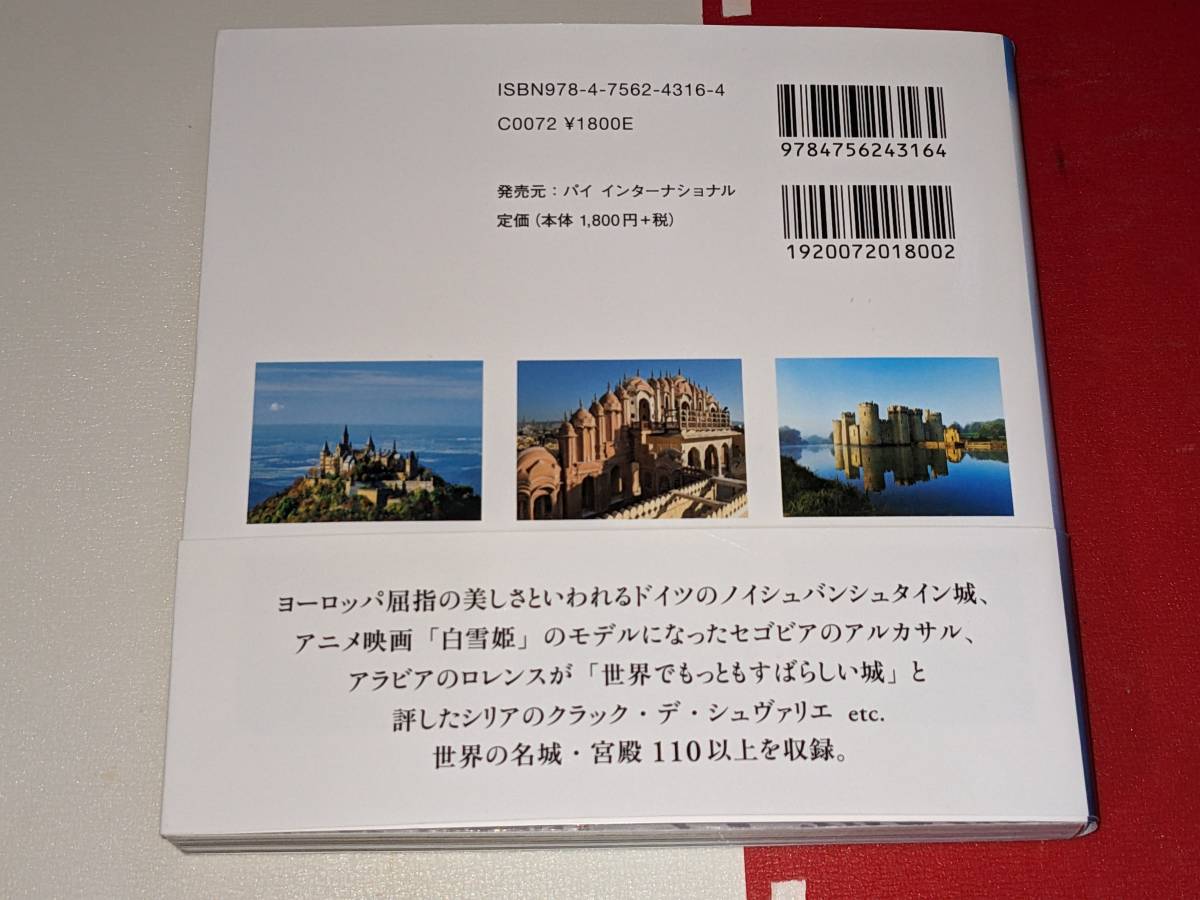 ISBN978-4-7562-4316-4
C0072 ¥1800E
9784756243164
発売元：パイ インターナショナル
定価（本体 1,800円＋税）
1920072018002
ヨーロッパ屈指の美しさといわれるドイツのノイシュバンシュタイン城、
アニメ映画「白雪姫」のモデルになったセゴビアのアルカサル、
アラビアのロレンスが「世界でもっともすばらしい城」と
評したシリアのクラック・デ・シュヴァリエ etc.
世界の名城・宮殿 110以上を収録。